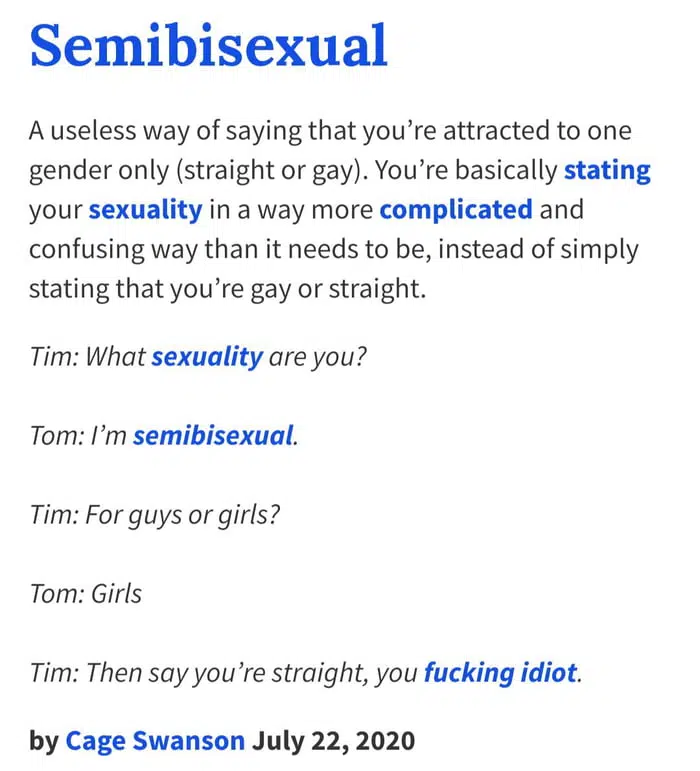 Semibisexual
A useless way of saying that you’re attracted to one
gender only (straight or gay). You’re basically stating
your sexuality in a way more complicated and
confusing way than it needs to be, instead of simply
stating that you’re gay or straight.
Tim: What sexuality are you?
Tom: I’m semibisexual.
Tim: For guys or girls?
Tom: Girls
Tim: Then say you’re straight, you fucking idiot.
by Cage Swanson July 22, 2020